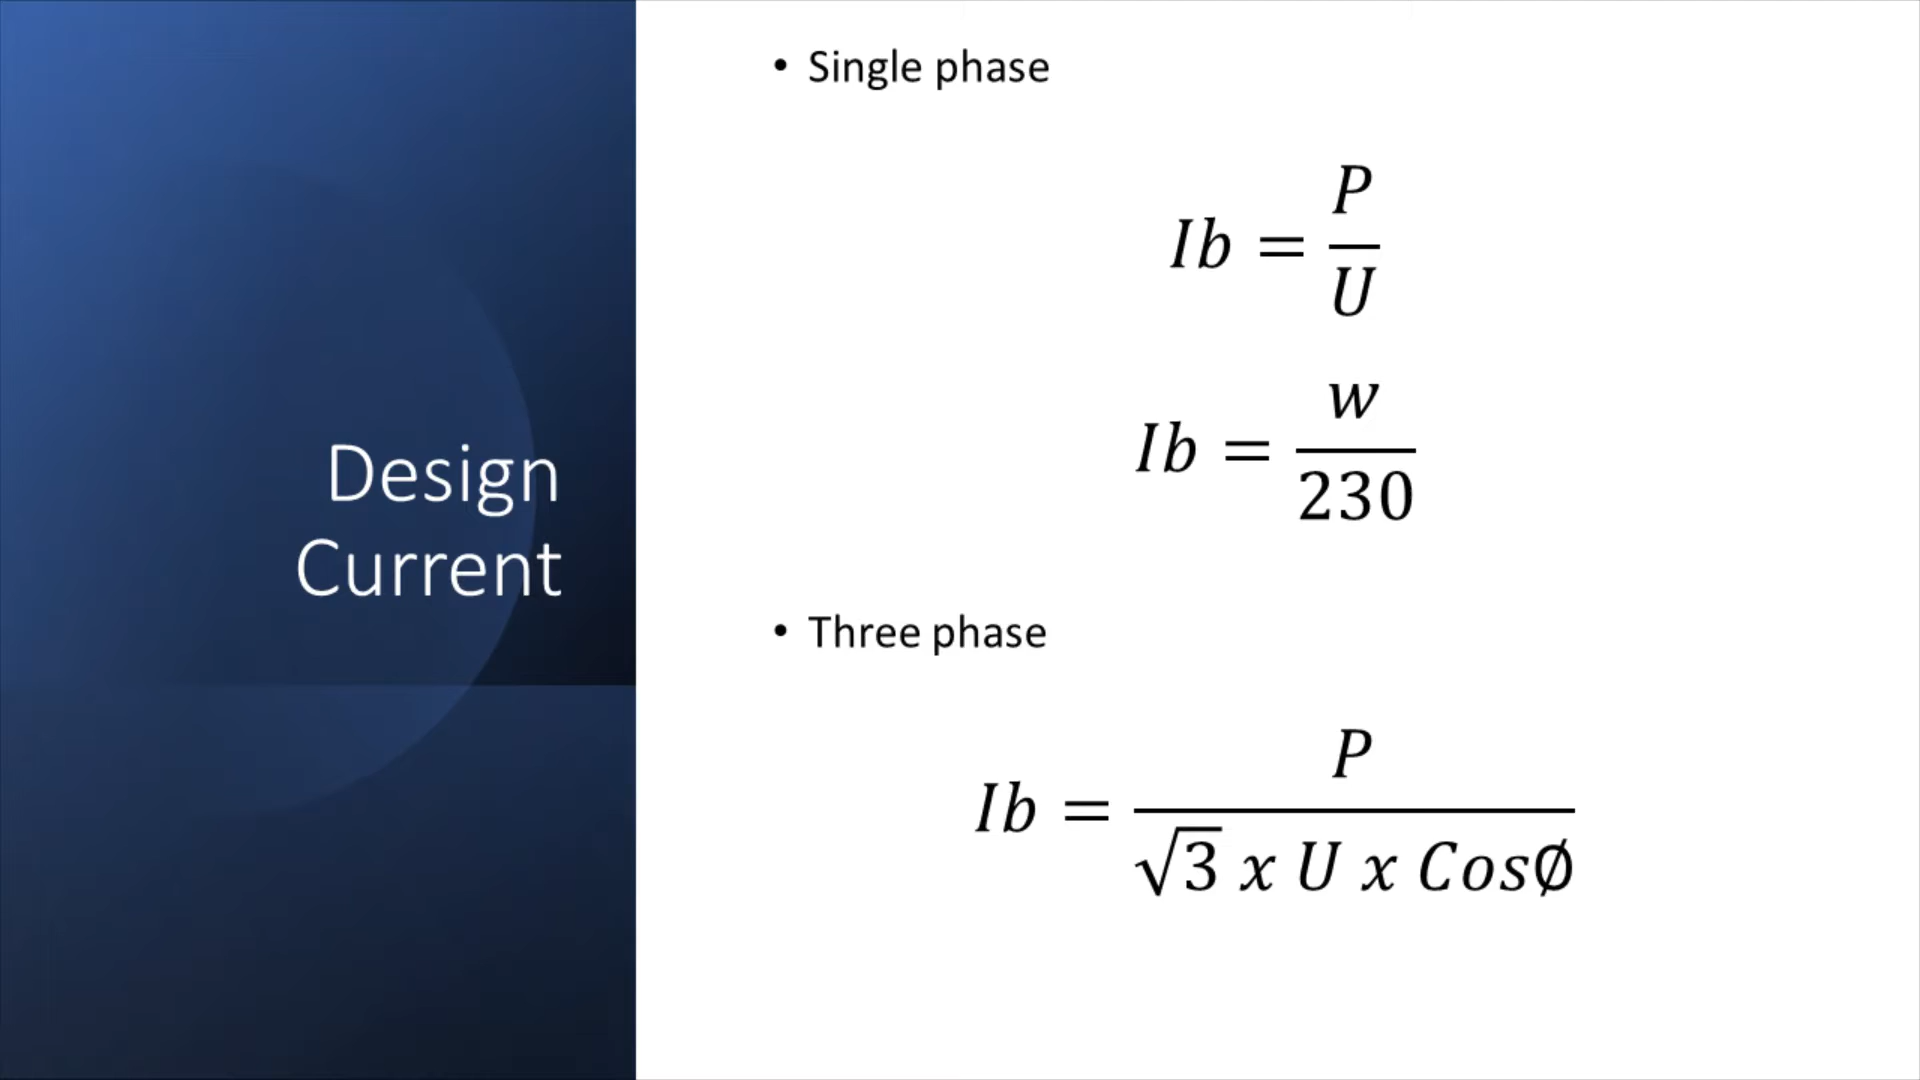 Design
Current
• Single phase
Ib = P/U
Ib = w/230
• Three phase
Ib = P/(√3 x U x Cos∅)